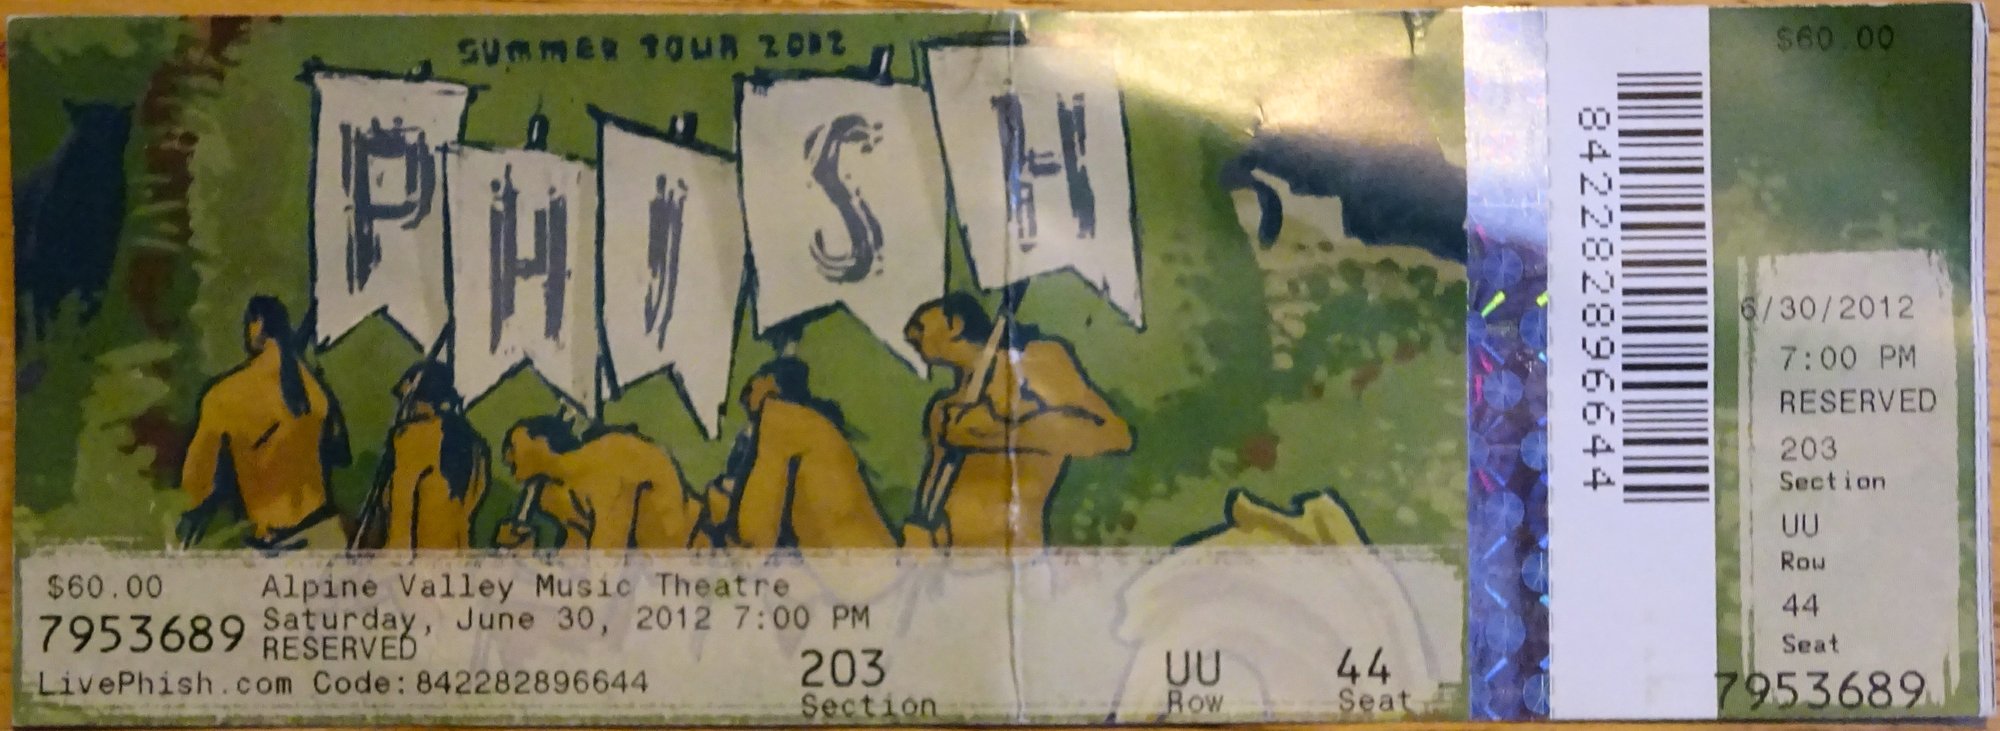 SUMMER TOUR 2012
PHISH
$60.00
Alpine Valley Music Theatre
7953689
Saturday, June 30, 2012 7:00 PM
RESERVED
LivePhish.com Code:842282896644
203
Section
UU
Row
44
Seat
842282896644
$60.00
6/30/2012
7:00 PM
RESERVED
203
Section
UU
Row
44
Seat
7953689